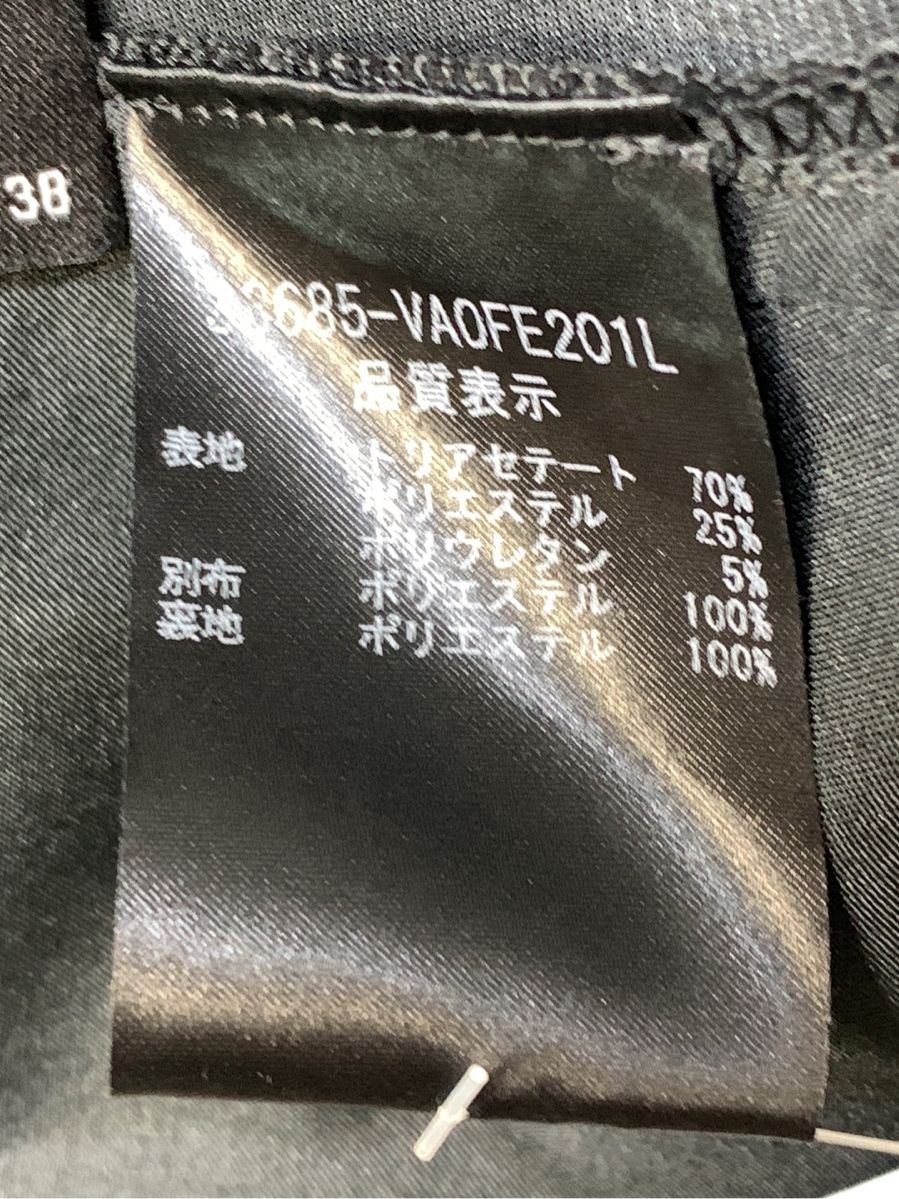 38
685-VA0FE201L
品質表示
表地 トリアセテート 70%
ポリエステル 25%
ポリウレタン 5%
別布 ポリエステル 100%
裏地 ポリエステル 100%